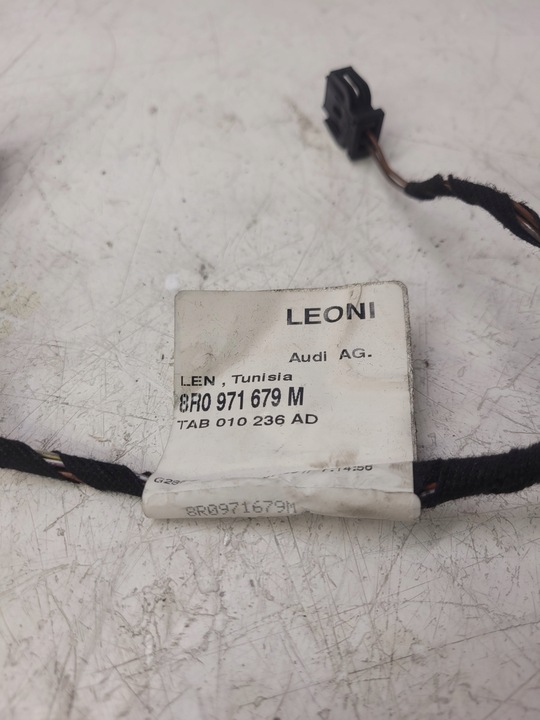 LEONI
Audi AG.
LEN , Tunisia
8R0 971 679 M
TAB 010 236 AD
8R0971679M